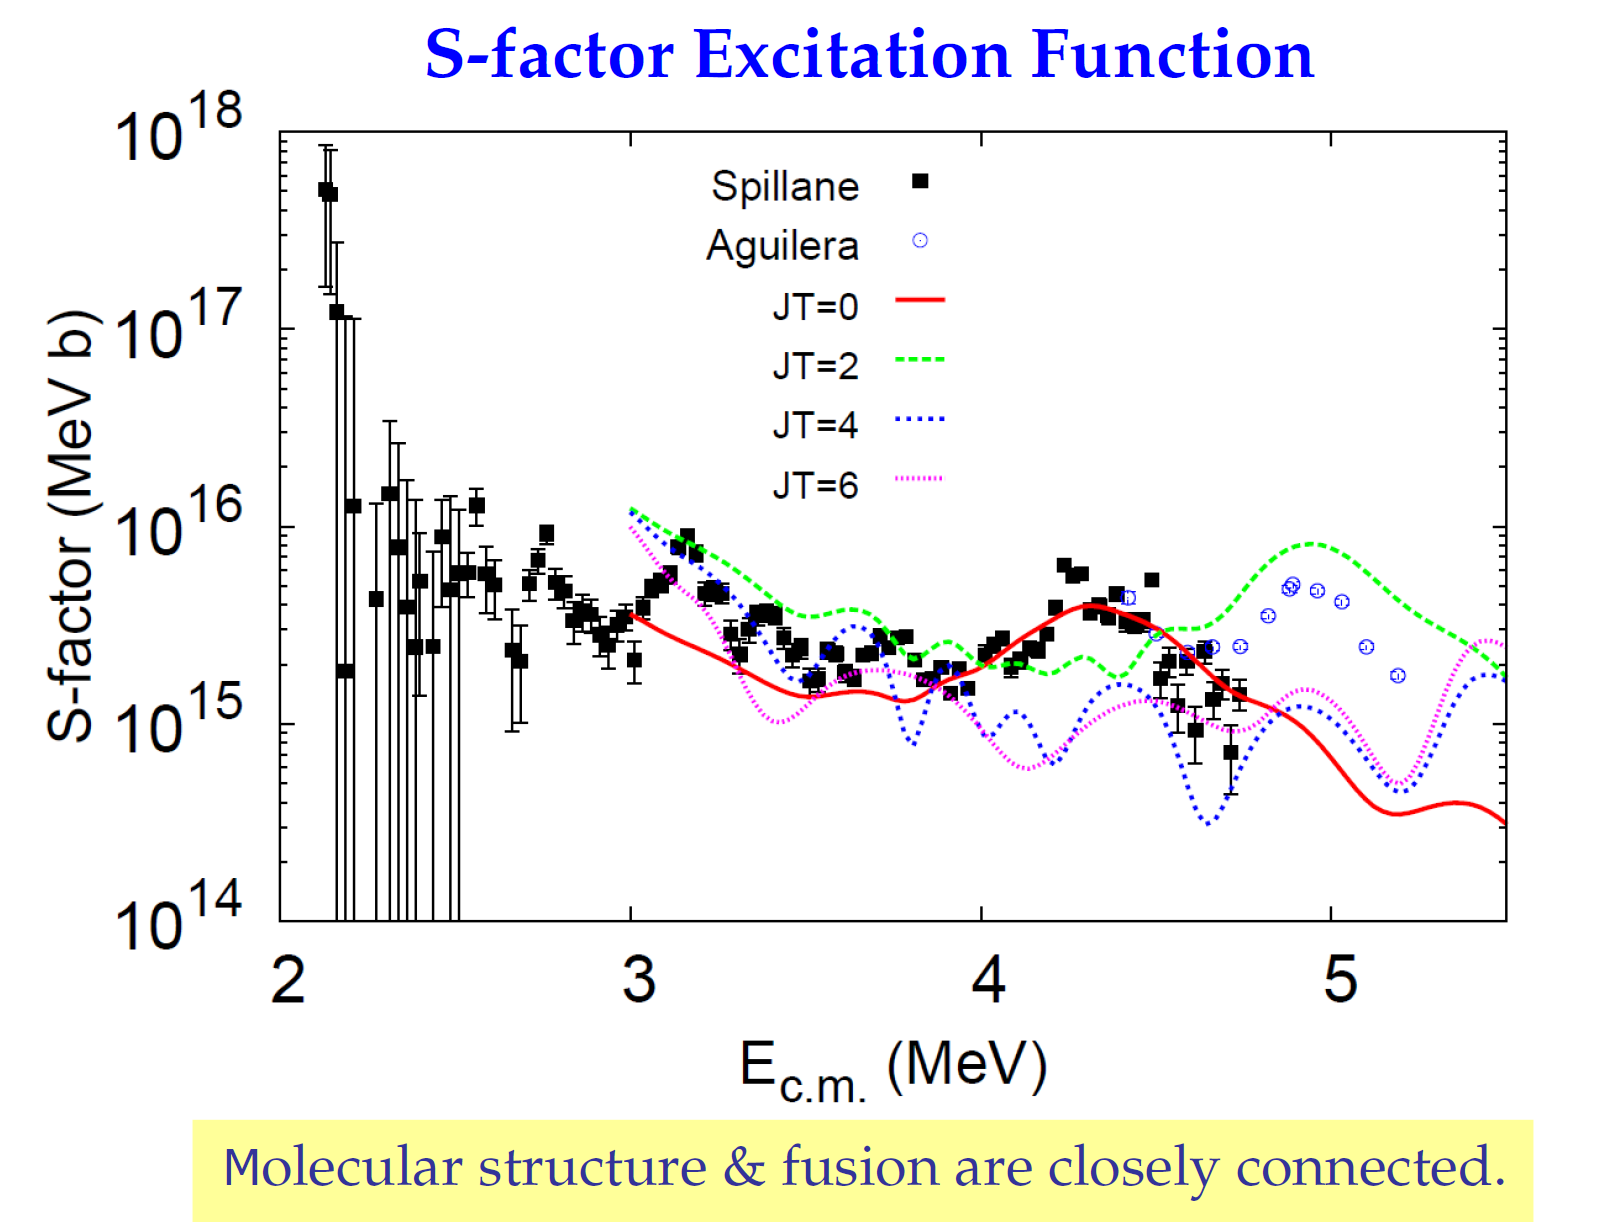 S-factor Excitation Function
10^18
10^17
10^16
10^15
10^14
S-factor (MeV b)
Spillane
Aguilera
JT=0
JT=2
JT=4
JT=6
2 3 4 5
E_c.m. (MeV)
Molecular structure & fusion are closely connected.